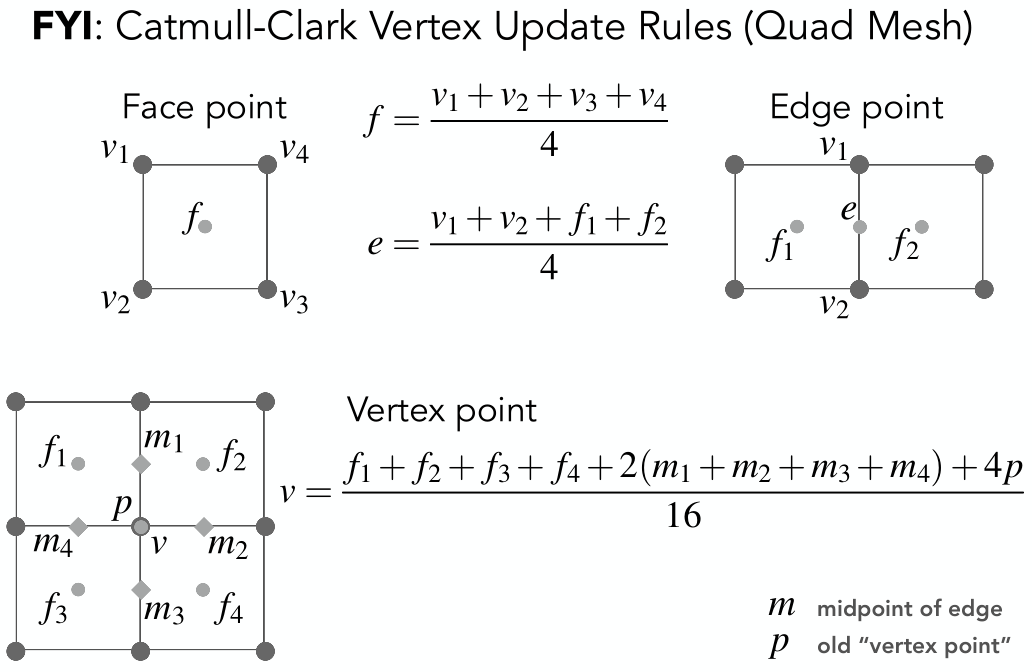 FYI: Catmull-Clark Vertex Update Rules (Quad Mesh)
Face point
v1 v4
f
v2 v3
f = (v1 + v2 + v3 + v4) / 4
e = (v1 + v2 + f1 + f2) / 4
Edge point
v1
e
f1 f2
v2
f1 m1 f2
p
m4 v m2
f3 m3 f4
Vertex point
v = (f1 + f2 + f3 + f4 + 2(m1 + m2 + m3 + m4) + 4p) / 16
m midpoint of edge
p old “vertex point”